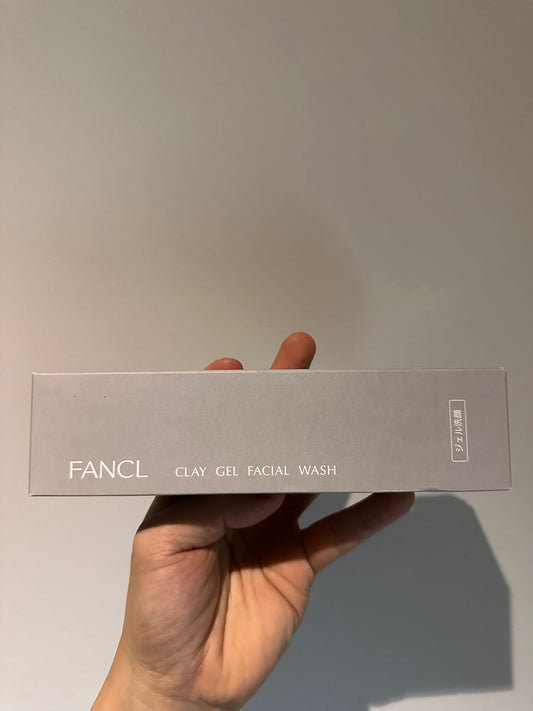 FANCL CLAY GEL FACIAL WASH
ジェル洗顔